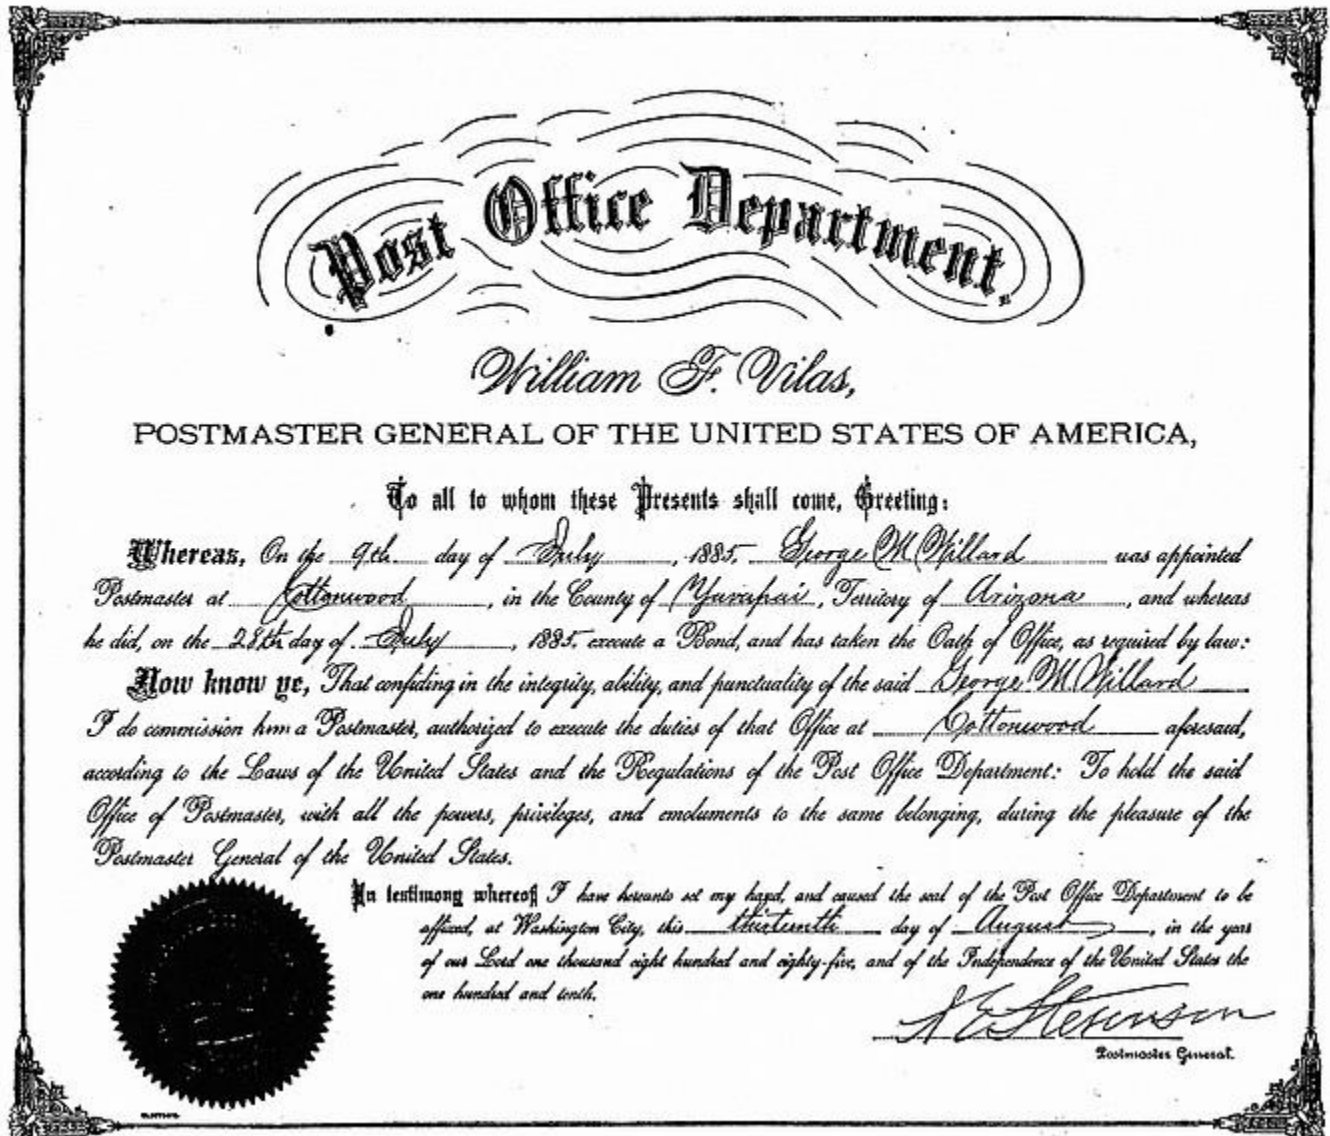 Post Office Department.
William F. Vilas,
POSTMASTER GENERAL OF THE UNITED STATES OF AMERICA,
To all to whom these Presents shall come, Greeting:
Whereas, On the 9th day of July, 1885, George M Willard was appointed
Postmaster at Cottonwood, in the County of Yavapai, Territory of Arizona, and whereas
he did, on the 28th day of July, 1885, execute a Bond, and has taken the Oath of Office, as required by law:
Now know ye, That confiding in the integrity, ability, and punctuality of the said George M Willard
I do commission him a Postmaster, authorized to execute the duties of that Office at Cottonwood aforesaid,
according to the Laws of the United States and the Regulations of the Post Office Department: To hold the said
Office of Postmaster, with all the powers, privileges, and emoluments to the same belonging, during the pleasure of the
Postmaster General of the United States.
In testimony whereof I have hereunto set my hand, and caused the seal of the Post Office Department to be
affixed, at Washington City, this thirteenth day of August, in the year
of our Lord one thousand eight hundred and eighty-five, and of the Independence of the United States the
one hundred and tenth.
A E Stevenson
Postmaster General.